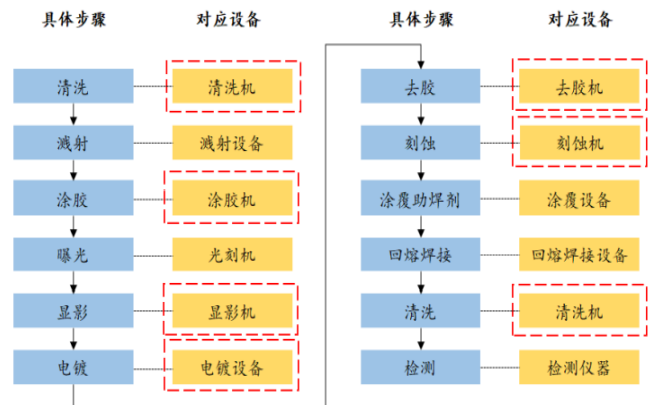 具体步骤 对应设备
清洗 清洗机
溅射 溅射设备
涂胶 涂胶机
曝光 光刻机
显影 显影机
电镀 电镀设备
具体步骤 对应设备
去胶 去胶机
刻蚀 刻蚀机
涂覆助焊剂 涂覆设备
回熔焊接 回熔焊接设备
清洗 清洗机
检测 检测仪器